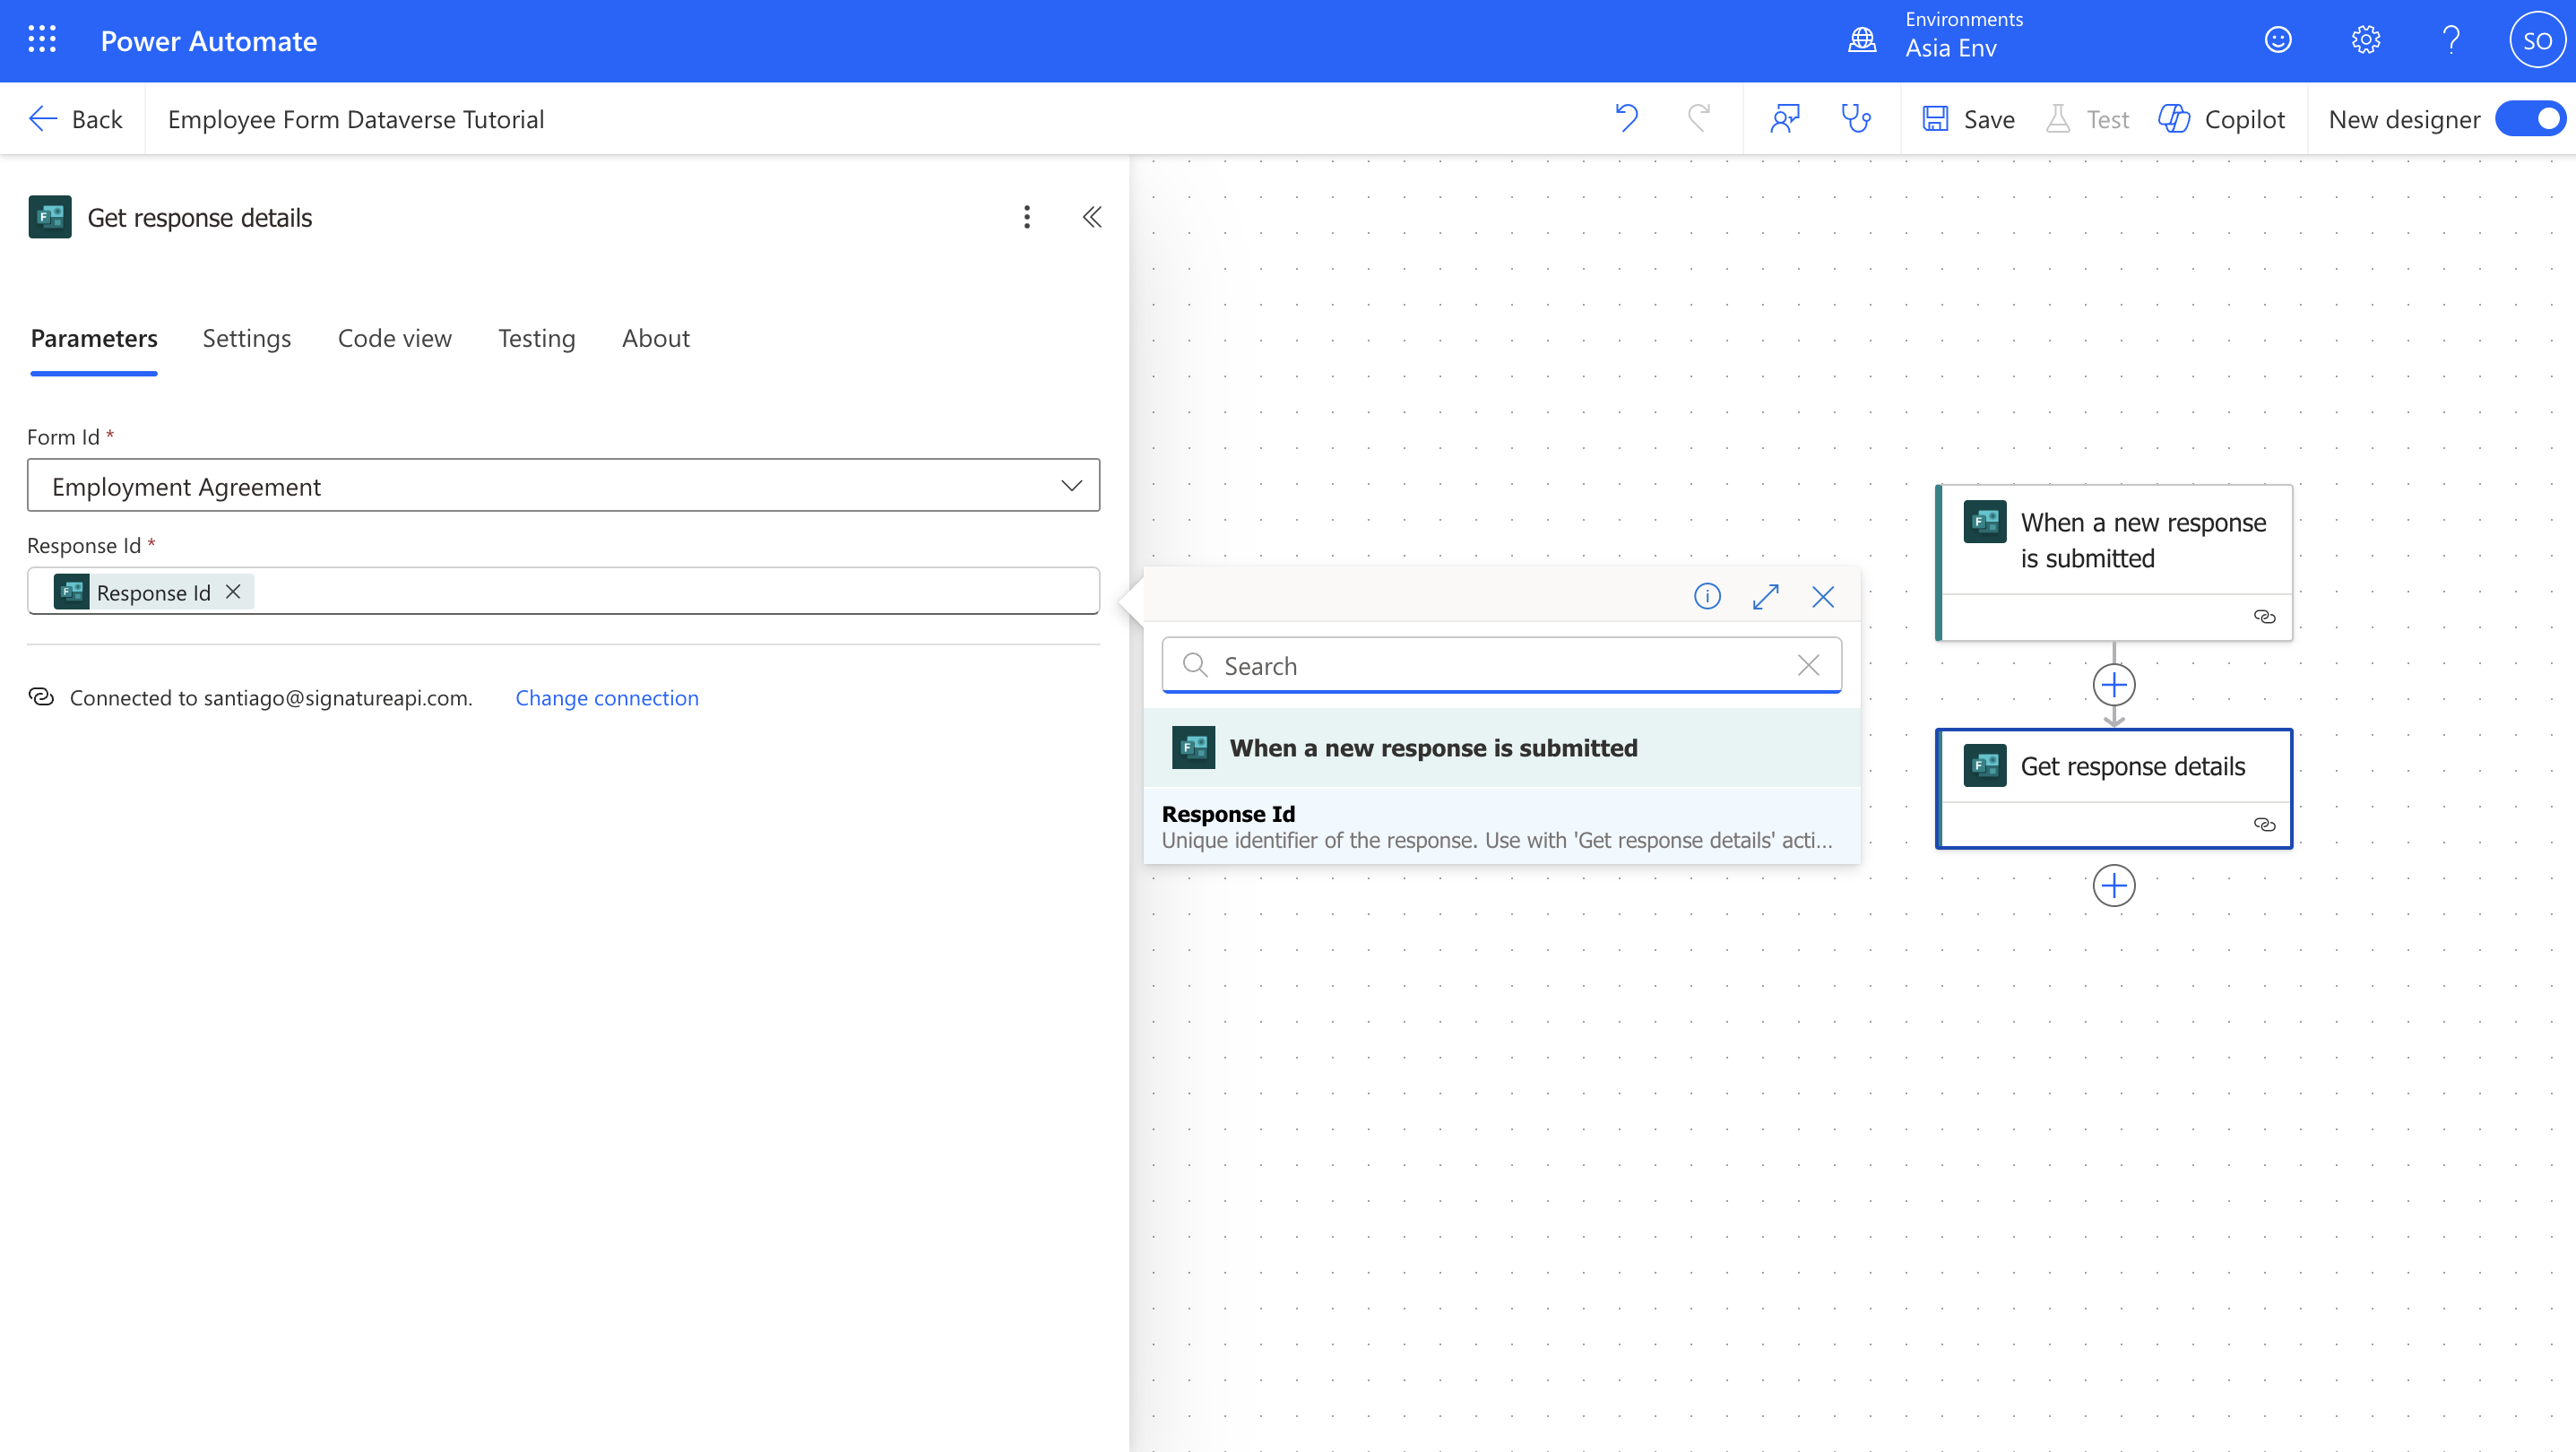 Power Automate
Environments
Asia Env
SO
Back
Employee Form Dataverse Tutorial
Save
Test
Copilot
New designer
Get response details
Parameters
Settings
Code view
Testing
About
Form Id *
Employment Agreement
Response Id *
F
Response Id
Connected to santiago@signatureapi.com.
Change connection
Search
When a new response is submitted
Response Id
Unique identifier of the response. Use with 'Get response details' acti...
When a new response
is submitted
Get response details